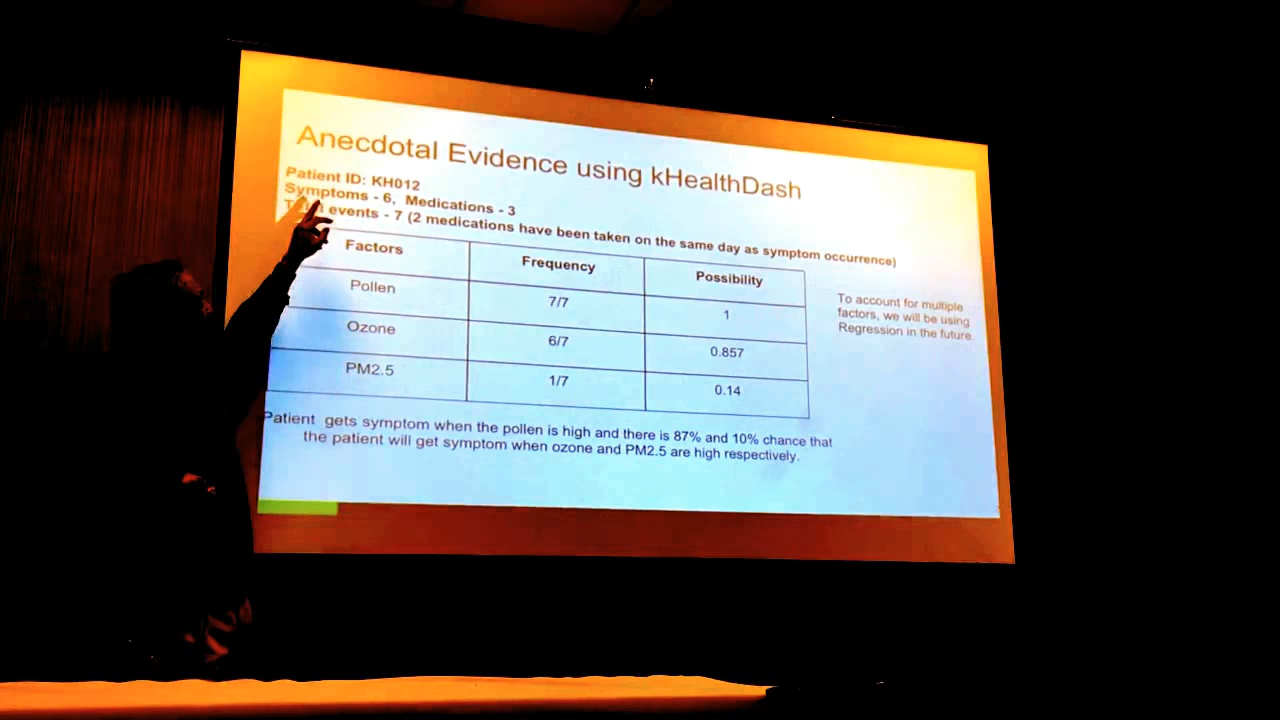 Anecdotal Evidence using kHealthDash
Patient ID: KH012
Symptoms - 6, Medications - 3
events - 7 (2 medications have been taken on the same day as symptom occurrence)
Factors Frequency Possibility
Pollen 7/7 1
Ozone 6/7 0.857
PM2.5 1/7 0.14
To account for multiple
factors, we will be using
Regression in the future.
Patient gets symptom when the pollen is high and there is 87% and 10% chance that
the patient will get symptom when ozone and PM2.5 are high respectively.